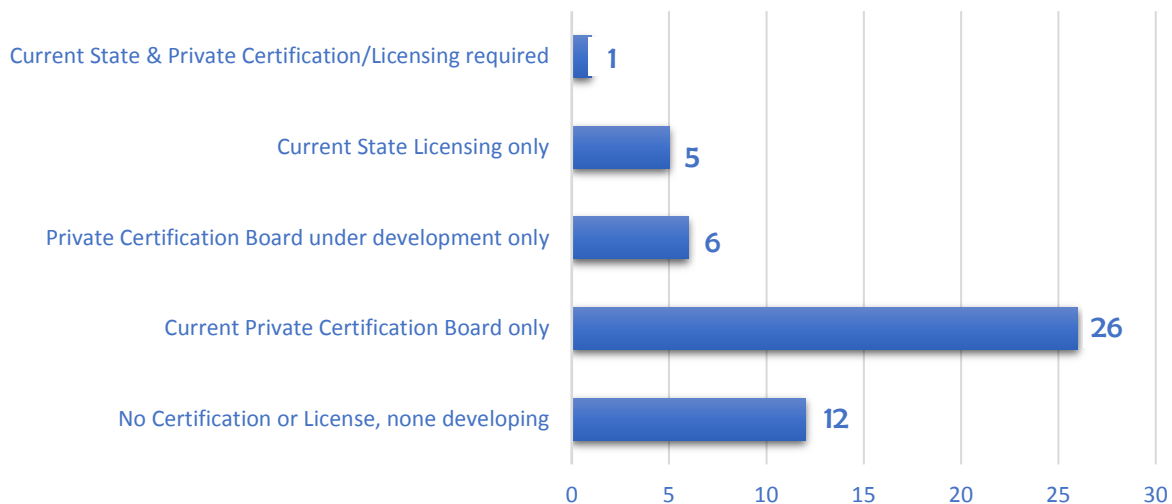 Current State & Private Certification/Licensing required
1
Current State Licensing only
5
Private Certification Board under development only
6
Current Private Certification Board only
26
No Certification or License, none developing
12
0 5 10 15 20 25 30